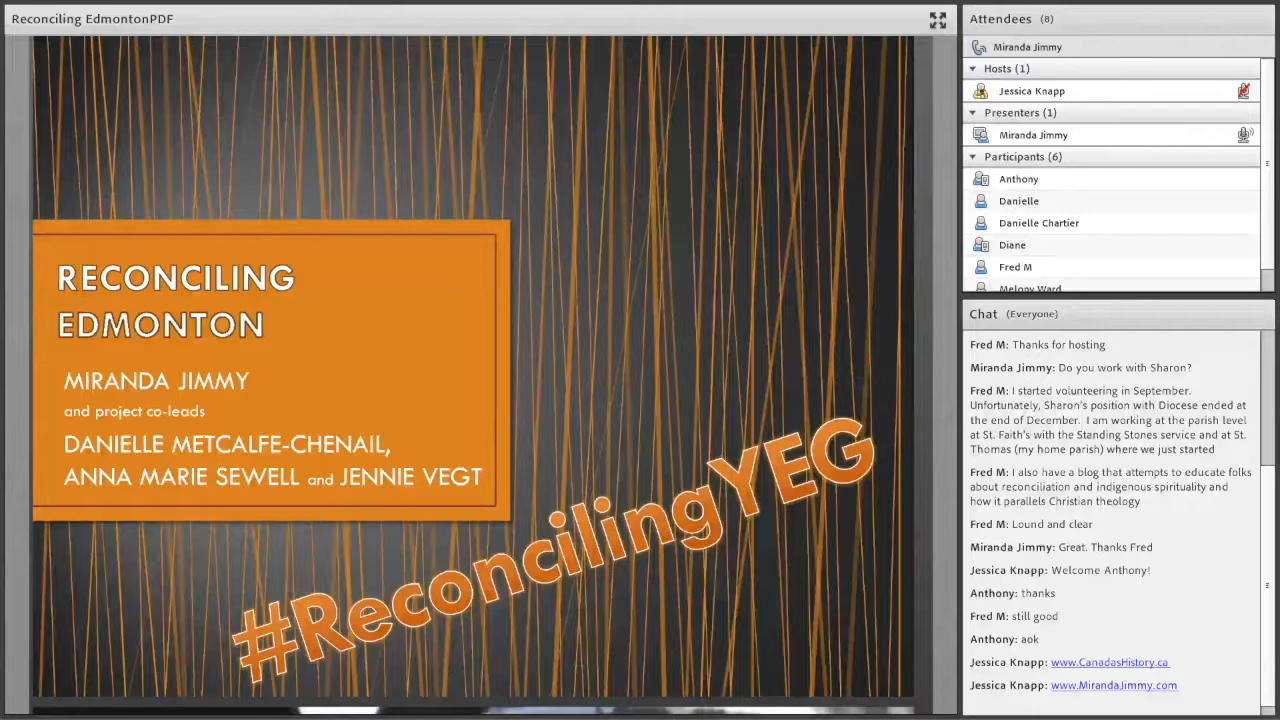 Reconciling EdmontonPDF
RECONCILING
EDMONTON
MIRANDA JIMMY
and project co-leads
DANIELLE METCALFE-CHENAIL,
ANNA MARIE SEWELL and JENNIE VEGT
#ReconcilingYEG
Attendees (8)
Miranda Jimmy
Hosts (1)
Jessica Knapp
Presenters (1)
Miranda Jimmy
Participants (6)
Anthony
Danielle
Danielle Chartier
Diane
Fred M
Melony Ward
Chat (Everyone)
Fred M: Thanks for hosting
Miranda Jimmy: Do you work with Sharon?
Fred M: I started volunteering in September.
Unfortunately, Sharon's position with Diocese ended at
the end of December. I am working at the parish level
at St. Faith's with the Standing Stones service and at St.
Thomas (my home parish) where we just started
Fred M: I also have a blog that attempts to educate folks
about reconciliation and indigenous spirituality and
how it parallels Christian theology
Fred M: Lound and clear
Miranda Jimmy: Great. Thanks Fred
Jessica Knapp: Welcome Anthony!
Anthony: thanks
Fred M: still good
Anthony: aok
Jessica Knapp: www.CanadasHistory.ca
Jessica Knapp: www.MirandaJimmy.com